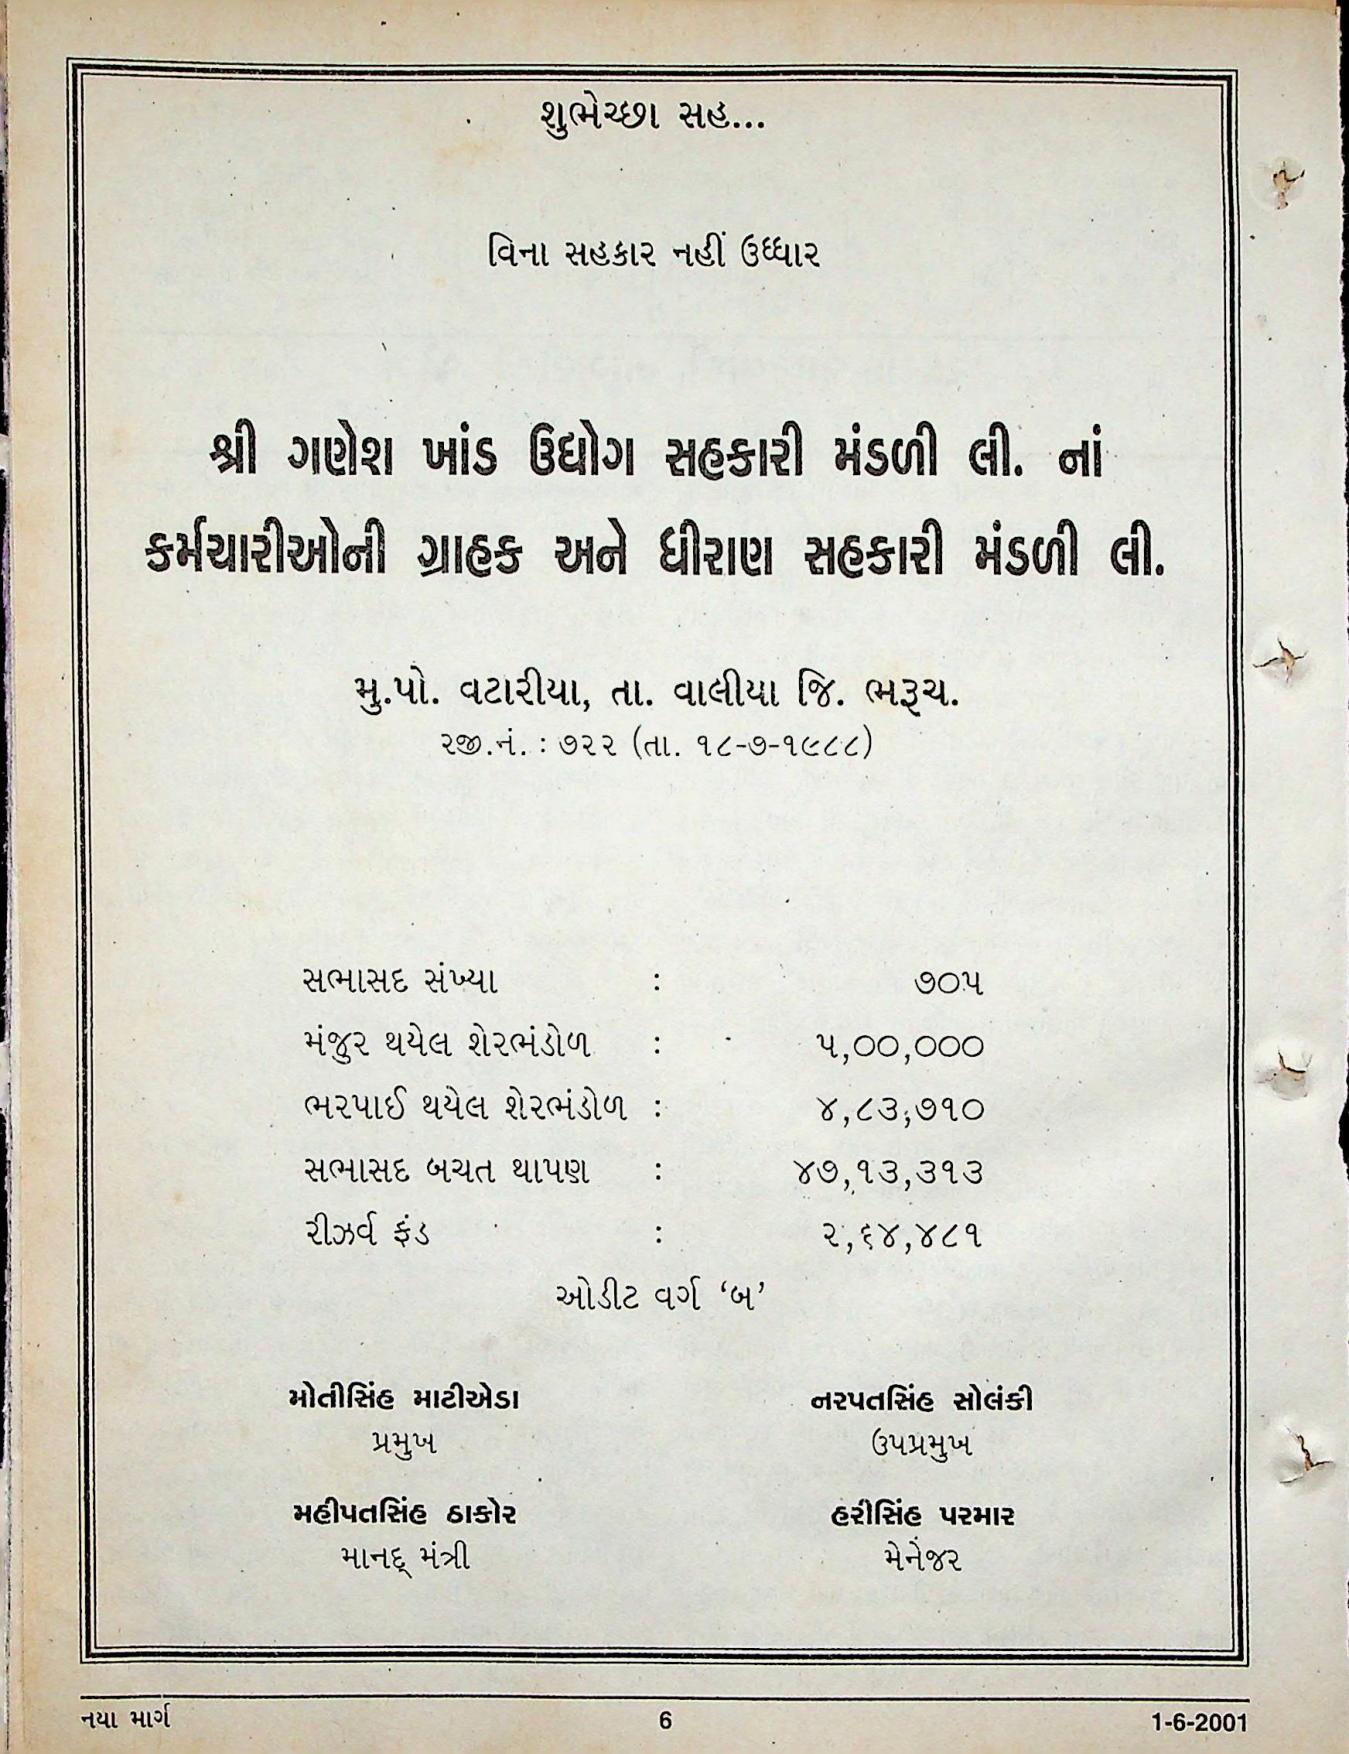 શુભેચ્છા સહ...
વિના સહકાર નહીં ઉધ્ધાર
શ્રી ગણેશ ખાંડ ઉદ્યોગ સહકારી મંડળી લી. નાં
કર્મચારીઓની ગ્રાહક અને ધીરાણ સહકારી મંડળી લી.
મુ.પો. વટારીયા, તા. વાલીયા જિ. ભરૂચ.
રજી.નં. : ૭૨૨ (તા. ૧૮-૭-૧૯૮૮)
સભાસદ સંખ્યા : ૭૦૫
મંજુર થયેલ શેરભંડોળ : ૫,૦૦,૦૦૦
ભરપાઈ થયેલ શેરભંડોળ : ૪,૮૩,૭૧૦
સભાસદ બચત થાપણ : ૪૭,૧૩,૩૧૩
રીઝર્વ ફંડ : ૨,૬૪,૪૮૧
ઓડીટ વર્ગ ‘બ’
મોતીસિંહ માટીએડા નરપતસિંહ સોલંકી
પ્રમુખ ઉપપ્રમુખ
મહીપતસિંહ ઠાકોર હરીસિંહ પરમાર
માનદ્ મંત્રી મેનેજર
નયા માર્ગ 6 1-6-2001